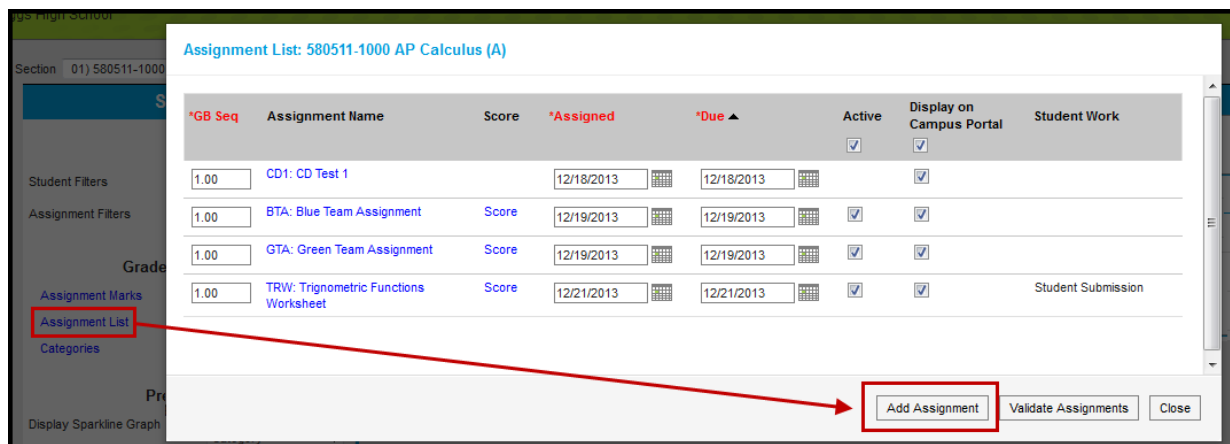 ggs High School
Assignment List: 580511-1000 AP Calculus (A)
Section 01) 580511-1000
S
*GB Seq Assignment Name Score *Assigned *Due ▲ Active Display on
Campus Portal Student Work
Student Filters
1.00 CD1: CD Test 1 12/18/2013 12/18/2013
Assignment Filters
1.00 BTA: Blue Team Assignment Score 12/19/2013 12/19/2013
1.00 GTA: Green Team Assignment Score 12/19/2013 12/19/2013
Grade
Assignment Marks
1.00 TRW: Trignometric Functions
Worksheet Score 12/21/2013 12/21/2013 Student Submission
Assignment List
Categories
Pr
Add Assignment Validate Assignments Close
Display Sparkline Graph